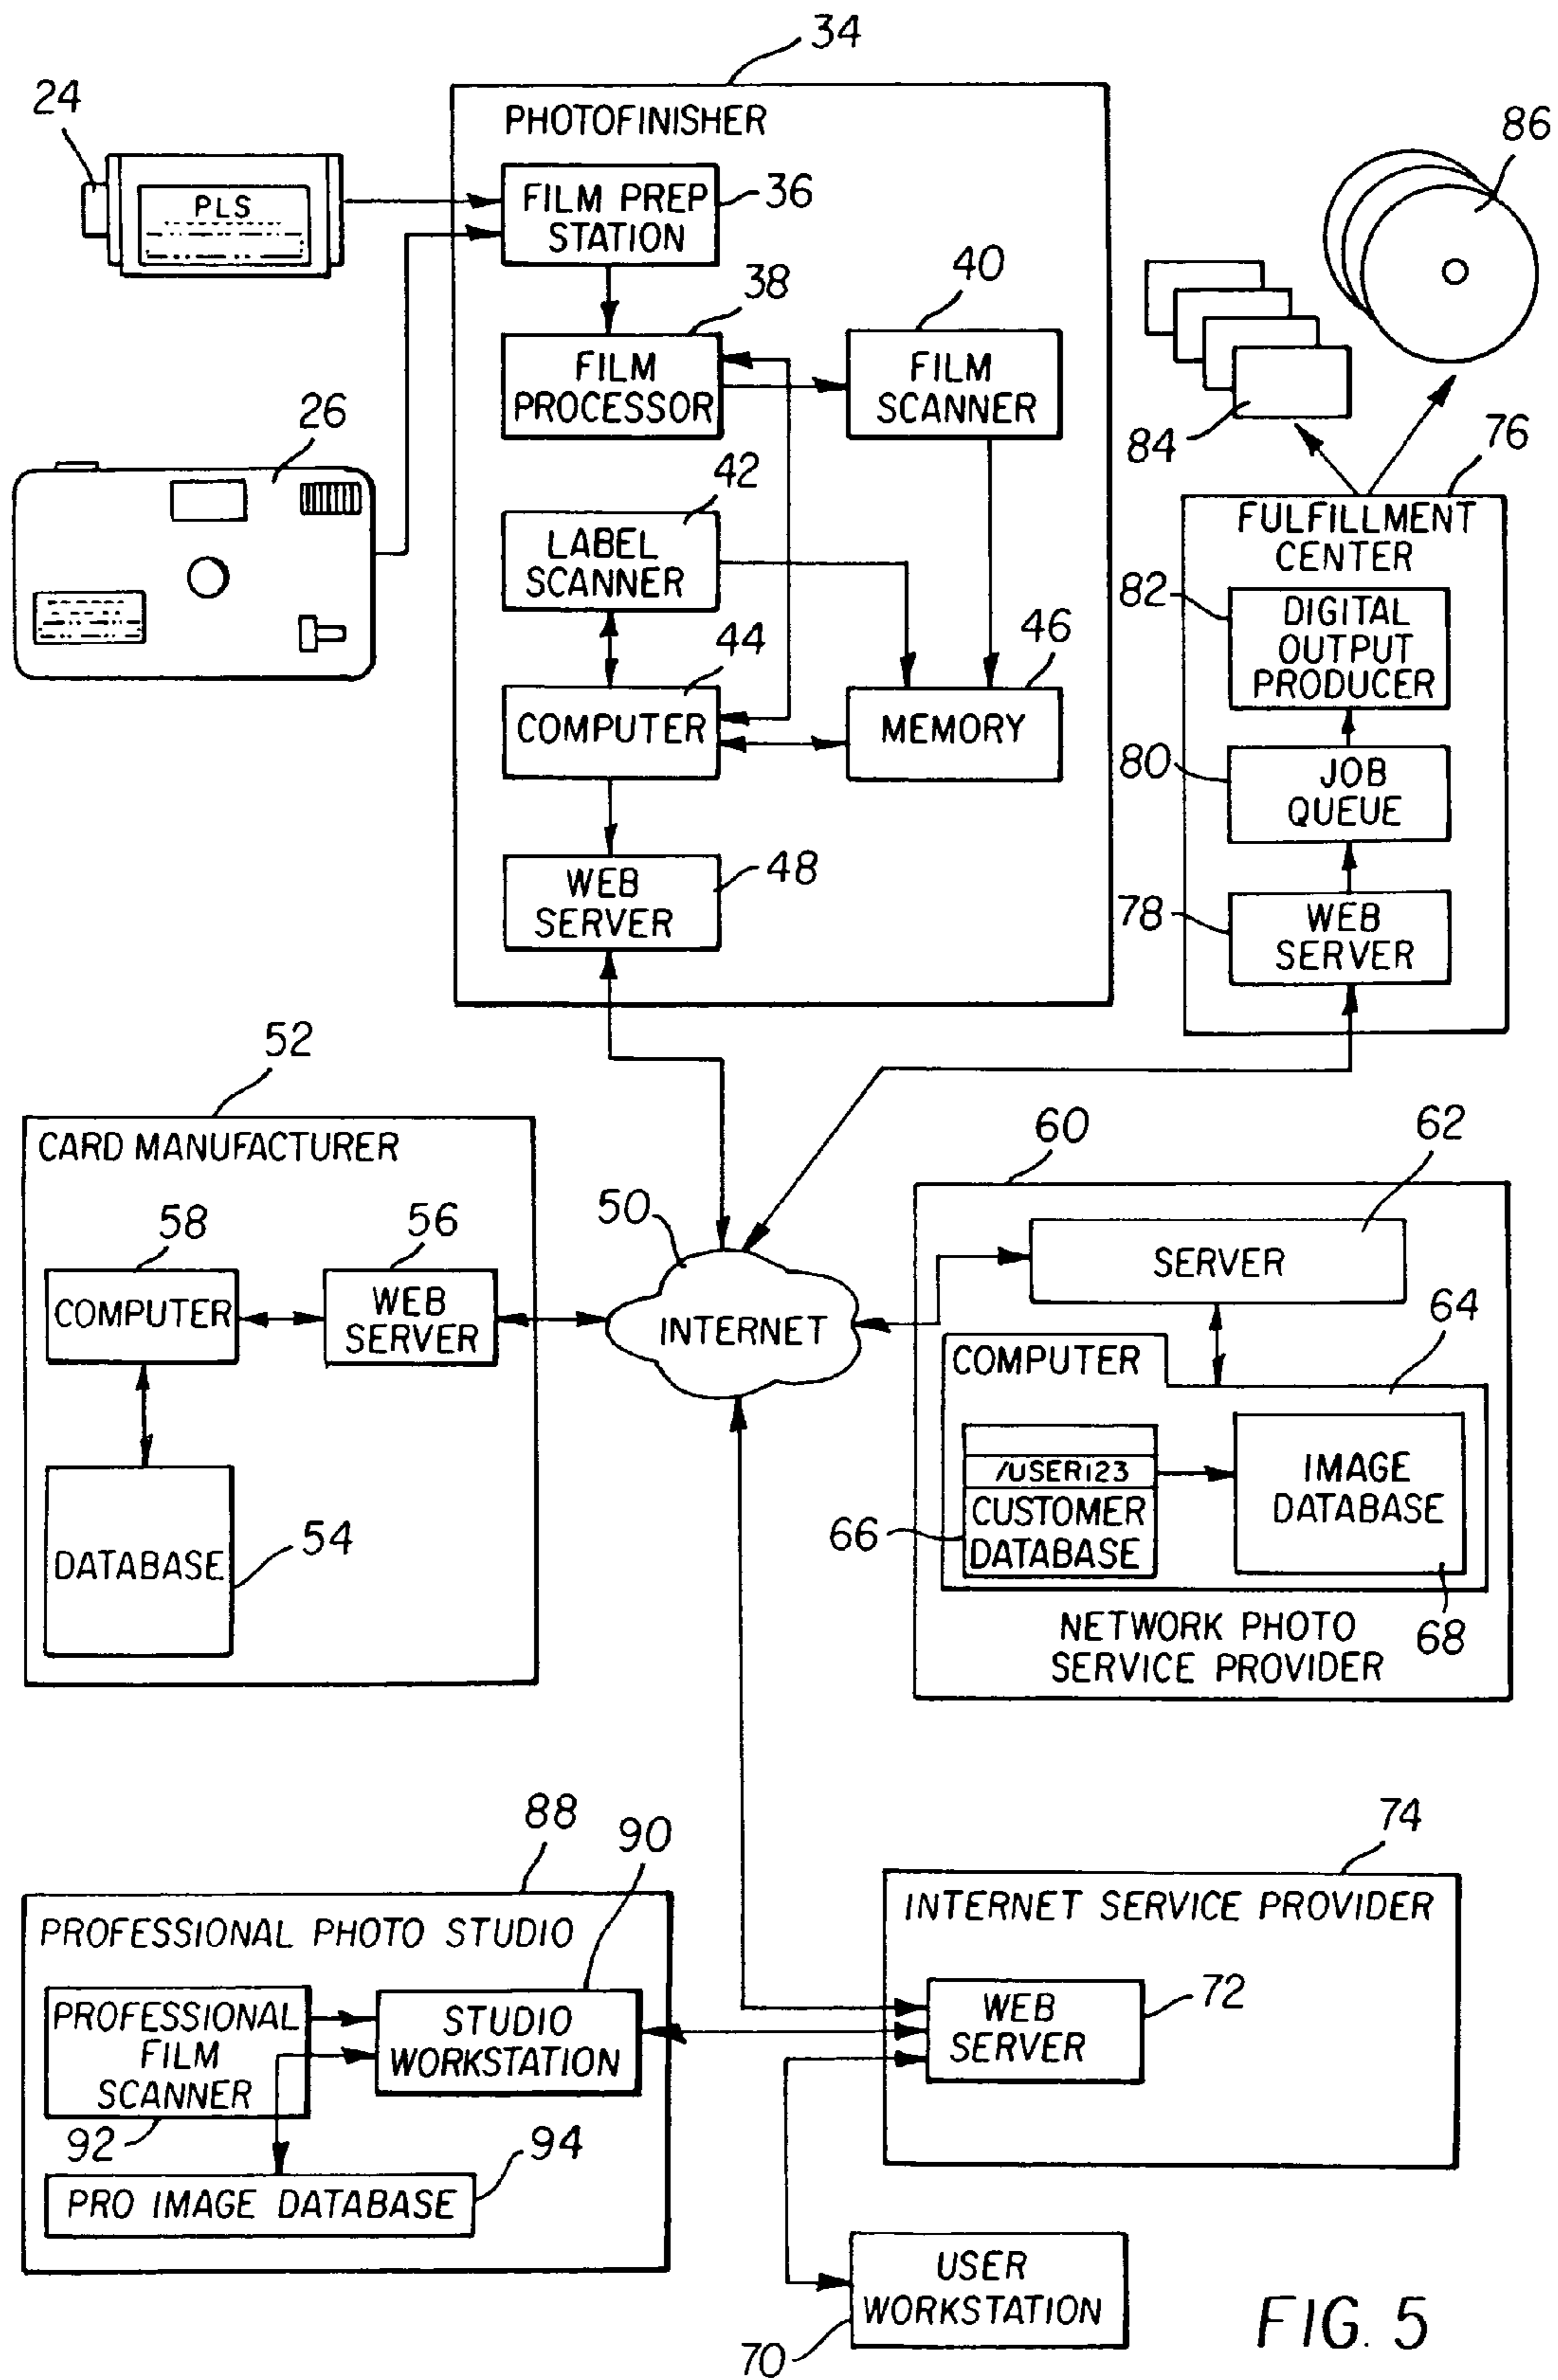 34
24
PHOTOFINISHER
86
PLS
FILM PREP
STATION
36
38
40
FILM
PROCESSOR
FILM
SCANNER
84
76
26
42
LABEL
SCANNER
FULFILLMENT
CENTER
82
DIGITAL
OUTPUT
PRODUCER
44
46
COMPUTER
MEMORY
80
JOB
QUEUE
WEB
SERVER
48
78
WEB
SERVER
52
CARD MANUFACTURER
60
62
58
56
50
SERVER
COMPUTER
WEB
SERVER
INTERNET
64
COMPUTER
/USER123
CUSTOMER
DATABASE
66
IMAGE
DATABASE
DATABASE
54
68
NETWORK PHOTO
SERVICE PROVIDER
88
90
74
PROFESSIONAL PHOTO STUDIO
INTERNET SERVICE PROVIDER
PROFESSIONAL
FILM
SCANNER
STUDIO
WORKSTATION
WEB
SERVER
72
92
94
PRO IMAGE DATABASE
USER
WORKSTATION
70
FIG. 5